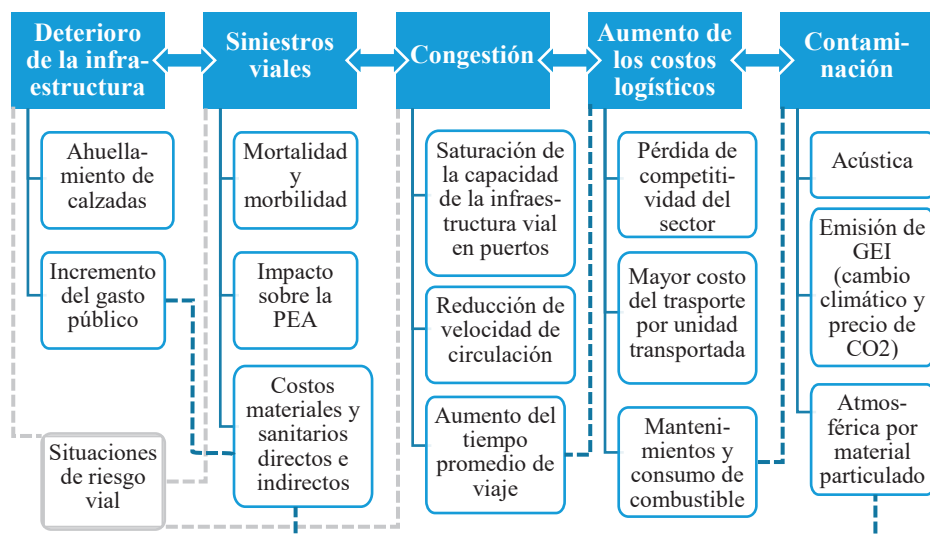 Deterioro
de la infra-
estructura
Ahuella-
miento de
calzadas
Incremento
del gasto
público
Situaciones
de riesgo
vial
Siniestros
viales
Mortalidad
y
morbilidad
Impacto
sobre la
PEA
Costos
materiales y
sanitarios
directos e
indirectos
Congestión
Saturación de
la capacidad
de la infraes-
tructura vial
en puertos
Reducción de
velocidad de
circulación
Aumento del
tiempo
promedio de
viaje
Aumento de
los costos
logísticos
Pérdida de
competiti-
vidad del
sector
Mayor costo
del trasporte
por unidad
transportada
Manteni-
mientos y
consumo de
combustible
Contami-
nación
Acústica
Emisión de
GEI
(cambio
climático y
precio de
CO2)
Atmos-
férica por
material
particulado